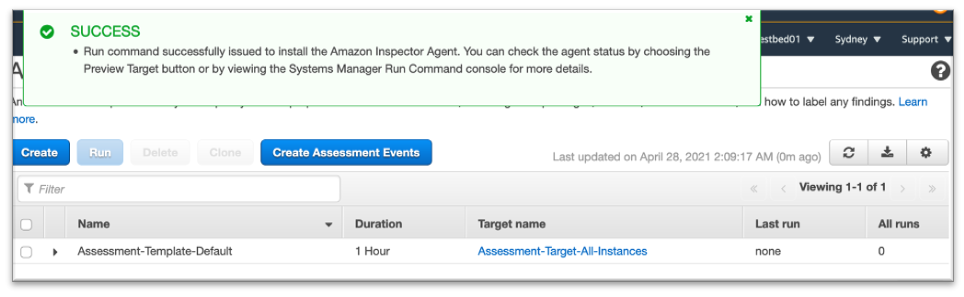 SUCCESS
• Run command successfully issued to install the Amazon Inspector Agent. You can check the agent status by choosing the
Preview Target button or by viewing the Systems Manager Run Command console for more details.
Sydney
Support
how to label any findings. Learn
Create
Run
Delete
Clone
Create Assessment Events
Last updated on April 28, 2021 2:09:17 AM (0m ago)
Filter
Viewing 1-1 of 1
Name
Duration
Target name
Last run
All runs
Assessment-Template-Default
1 Hour
Assessment-Target-All-Instances
none
0